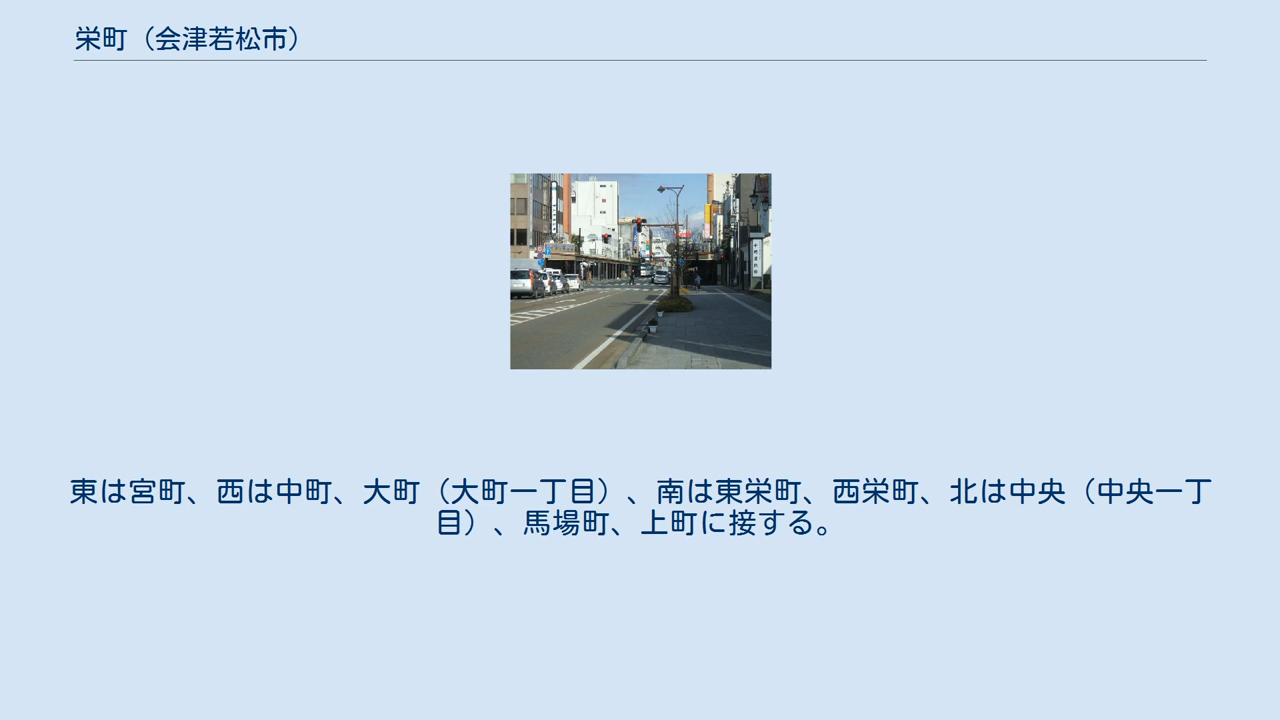 栄町（会津若松市）
東は宮町、西は中町、大町（大町一丁目）、南は東栄町、西栄町、北は中央（中央一丁
目）、馬場町、上町に接する。